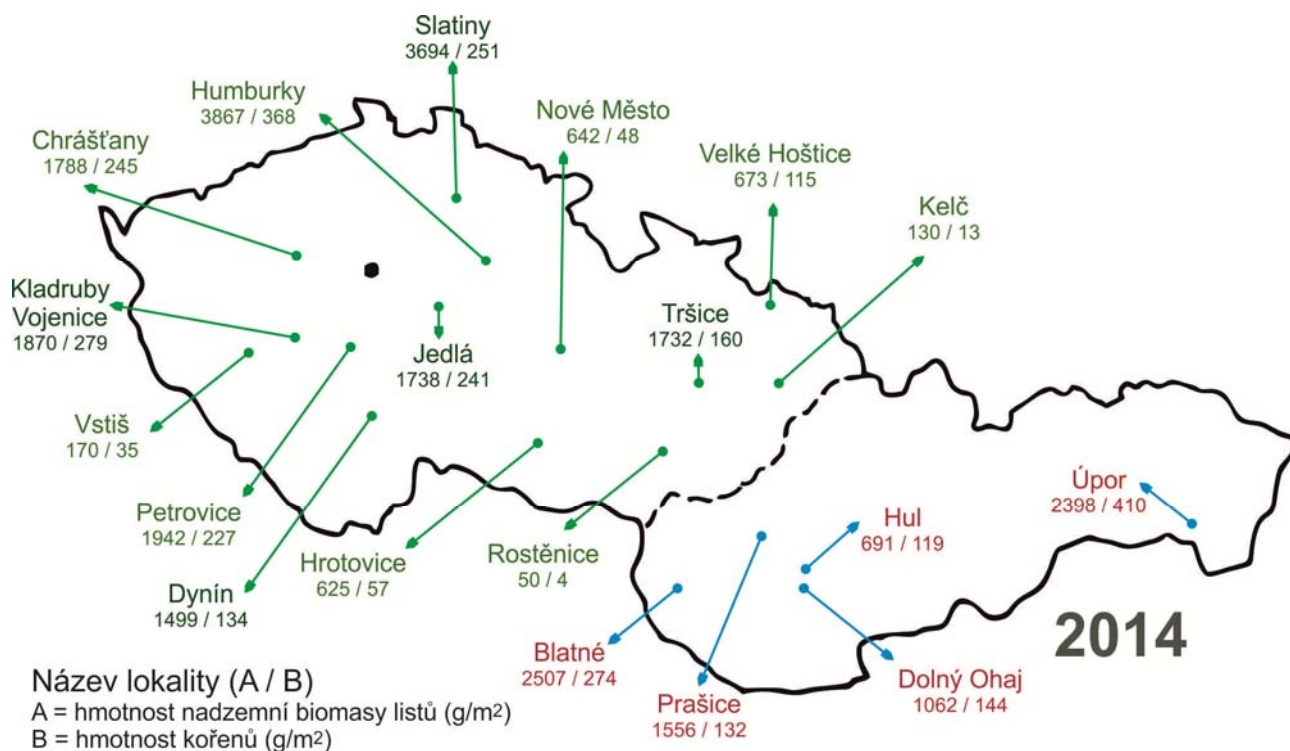 Slatiny
3694 / 251
Humburky
3867 / 368
Nové Město
642 / 48
Chrášťany
1788 / 245
Velké Hoštice
673 / 115
Kelč
130 / 13
Kladruby
Vojenice
1870 / 279
Jedlá
1738 / 241
Tršice
1732 / 160
Vstiš
170 / 35
Petrovice
1942 / 227
Hrotovice
625 / 57
Rostěnice
50 / 4
Dynín
1499 / 134
Úpor
2398 / 410
Hul
691 / 119
Blatné
2507 / 274
Prašice
1556 / 132
Dolný Ohaj
1062 / 144
2014
Název lokality (A / B)
A = hmotnost nadzemní biomasy listů (g/m²)
B = hmotnost kořenů (g/m²)